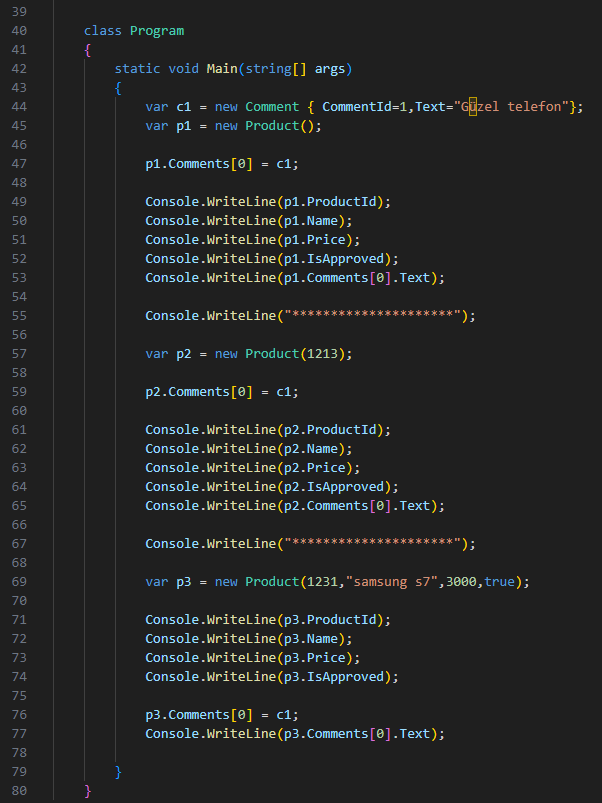 39
40 class Program
41 {
42 static void Main(string[] args)
43 {
44 var c1 = new Comment { CommentId=1,Text="Güzel telefon"};
45 var p1 = new Product();
46
47 p1.Comments[0] = c1;
48
49 Console.WriteLine(p1.ProductId);
50 Console.WriteLine(p1.Name);
51 Console.WriteLine(p1.Price);
52 Console.WriteLine(p1.IsApproved);
53 Console.WriteLine(p1.Comments[0].Text);
54
55 Console.WriteLine("*********************");
56
57 var p2 = new Product(1213);
58
59 p2.Comments[0] = c1;
60
61 Console.WriteLine(p2.ProductId);
62 Console.WriteLine(p2.Name);
63 Console.WriteLine(p2.Price);
64 Console.WriteLine(p2.IsApproved);
65 Console.WriteLine(p2.Comments[0].Text);
66
67 Console.WriteLine("*********************");
68
69 var p3 = new Product(1231,"samsung s7",3000,true);
70
71 Console.WriteLine(p3.ProductId);
72 Console.WriteLine(p3.Name);
73 Console.WriteLine(p3.Price);
74 Console.WriteLine(p3.IsApproved);
75
76 p3.Comments[0] = c1;
77 Console.WriteLine(p3.Comments[0].Text);
78
79 }
80 }